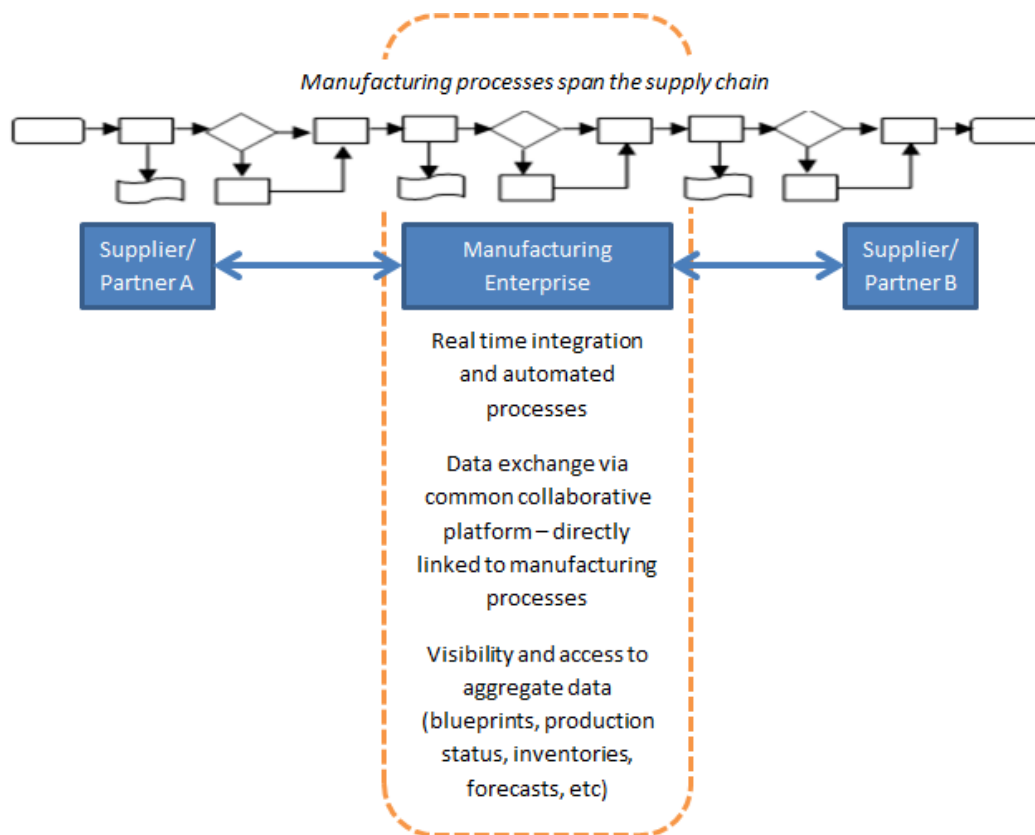 Manufacturing processes span the supply chain
Supplier/
Partner A
Manufacturing
Enterprise
Supplier/
Partner B
Real time integration
and automated
processes
Data exchange via
common collaborative
platform – directly
linked to manufacturing
processes
Visibility and access to
aggregate data
(blueprints, production
status, inventories,
forecasts, etc)